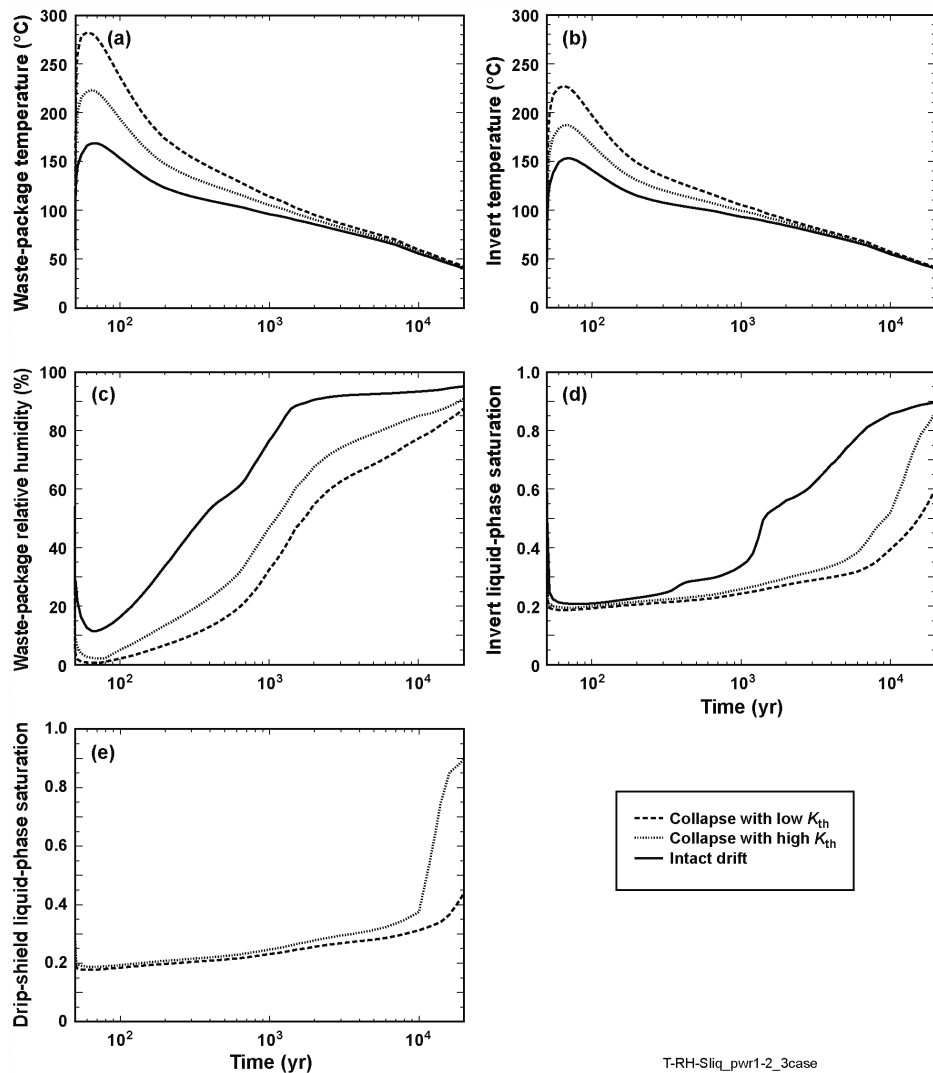 (a)
Waste-package temperature (°C)
300
250
200
150
100
50
0
10²
10³
10⁴
(b)
Invert temperature (°C)
300
250
200
150
100
50
0
10²
10³
10⁴
(c)
Waste-package relative humidity (%)
100
80
60
40
20
0
10²
10³
10⁴
(d)
Invert liquid-phase saturation
1.0
0.8
0.6
0.4
0.2
0
10²
10³
10⁴
Time (yr)
(e)
Drip-shield liquid-phase saturation
1.0
0.8
0.6
0.4
0.2
0
10²
10³
10⁴
Time (yr)
Collapse with low Kth
Collapse with high Kth
Intact drift
T-RH-Sliq_pwr1-2_3case